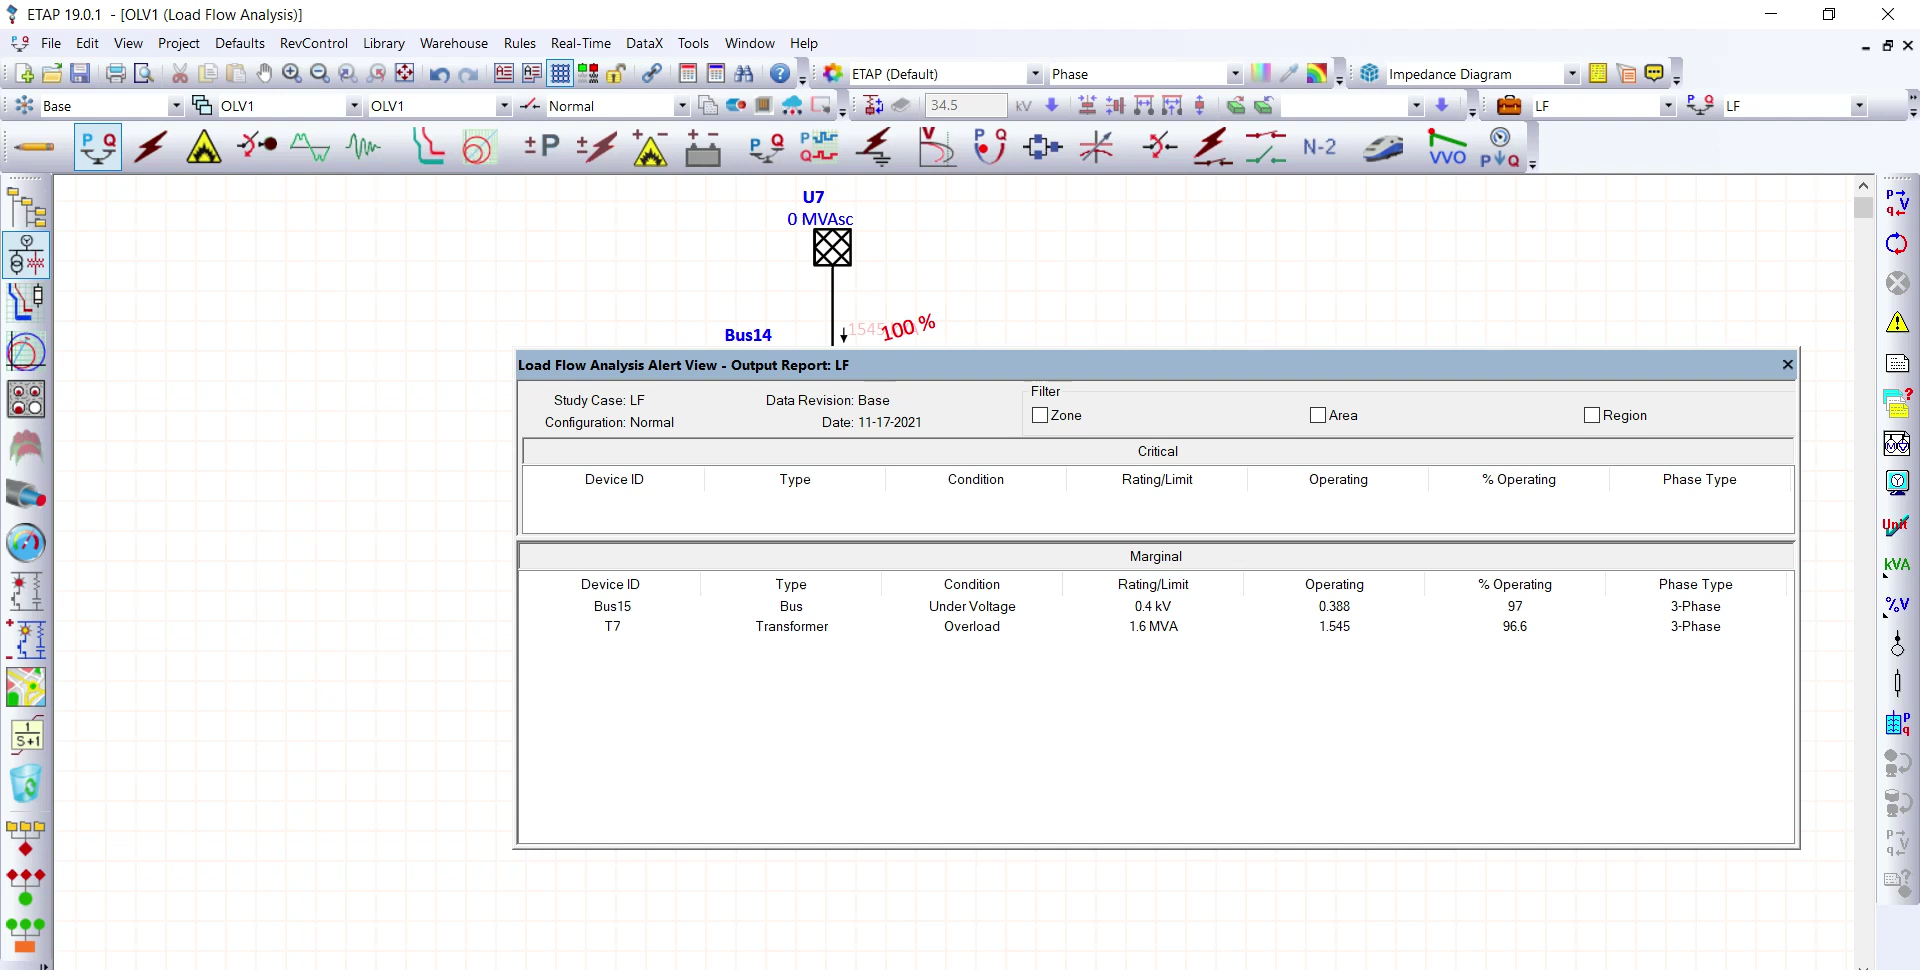 ETAP 19.0.1 - [OLV1 (Load Flow Analysis)]
File Edit View Project Defaults RevControl Library Warehouse Rules Real-Time DataX Tools Window Help
ETAP (Default) Phase Impedance Diagram
Base OLV1 OLV1 Normal 34.5 kV LF LF
P Q ±P P Q P Q V P Q N-2 VVO P Q
U7
0 MVAsc
Bus14 100 %
Load Flow Analysis Alert View - Output Report: LF
Study Case: LF Data Revision: Base Filter
Configuration: Normal Date: 11-17-2021 Zone Area Region
Critical
Device ID Type Condition Rating/Limit Operating % Operating Phase Type
Marginal
Device ID Type Condition Rating/Limit Operating % Operating Phase Type
Bus15 Bus Under Voltage 0.4 kV 0.388 97 3-Phase
T7 Transformer Overload 1.6 MVA 1.545 96.6 3-Phase
1
S+1
P V
q
Unit
kVA
%V
P
q
P V
q